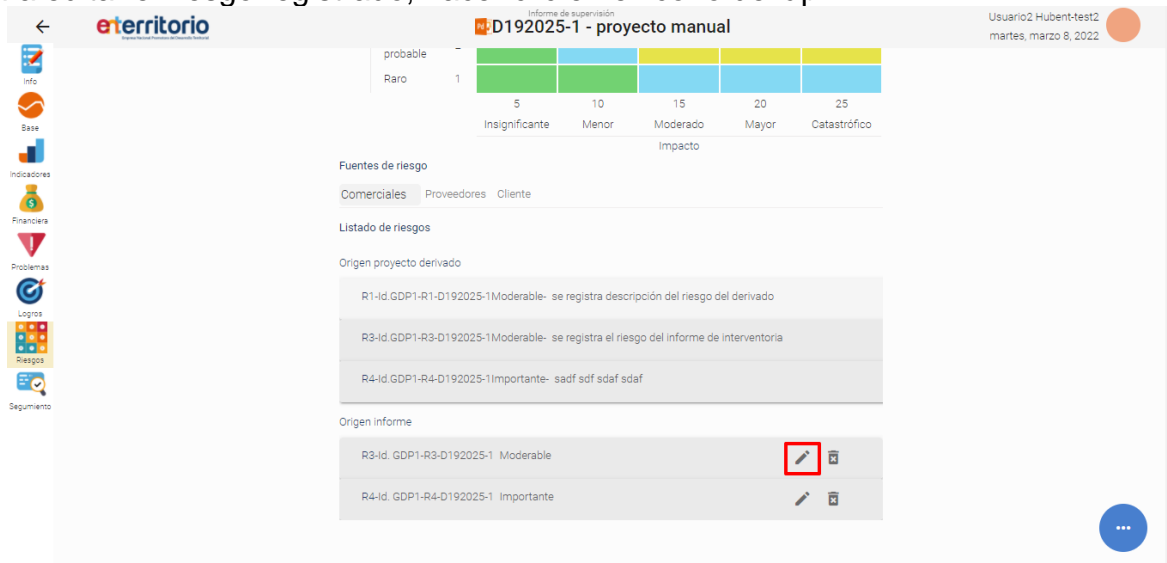 ←
eterritorio
Informe de supervisión
D192025-1 - proyecto manual
Usuario2 Hubent-test2
martes, marzo 8, 2022
Info
Base
Indicadores
Financiera
Problemas
Logros
Riesgos
Seguimiento
probable
Raro 1
5 10 15 20 25
Insignificante Menor Moderado Mayor Catastrófico
Impacto
Fuentes de riesgo
Comerciales Proveedores Cliente
Listado de riesgos
Origen proyecto derivado
R1-Id.GDP1-R1-D192025-1Moderable- se registra descripción del riesgo del derivado
R3-Id.GDP1-R3-D192025-1Moderable- se registra el riesgo del informe de interventoria
R4-Id.GDP1-R4-D192025-1Importante- sadf sdf sdaf sdaf
Origen informe
R3-Id. GDP1-R3-D192025-1 Moderable
R4-Id. GDP1-R4-D192025-1 Importante